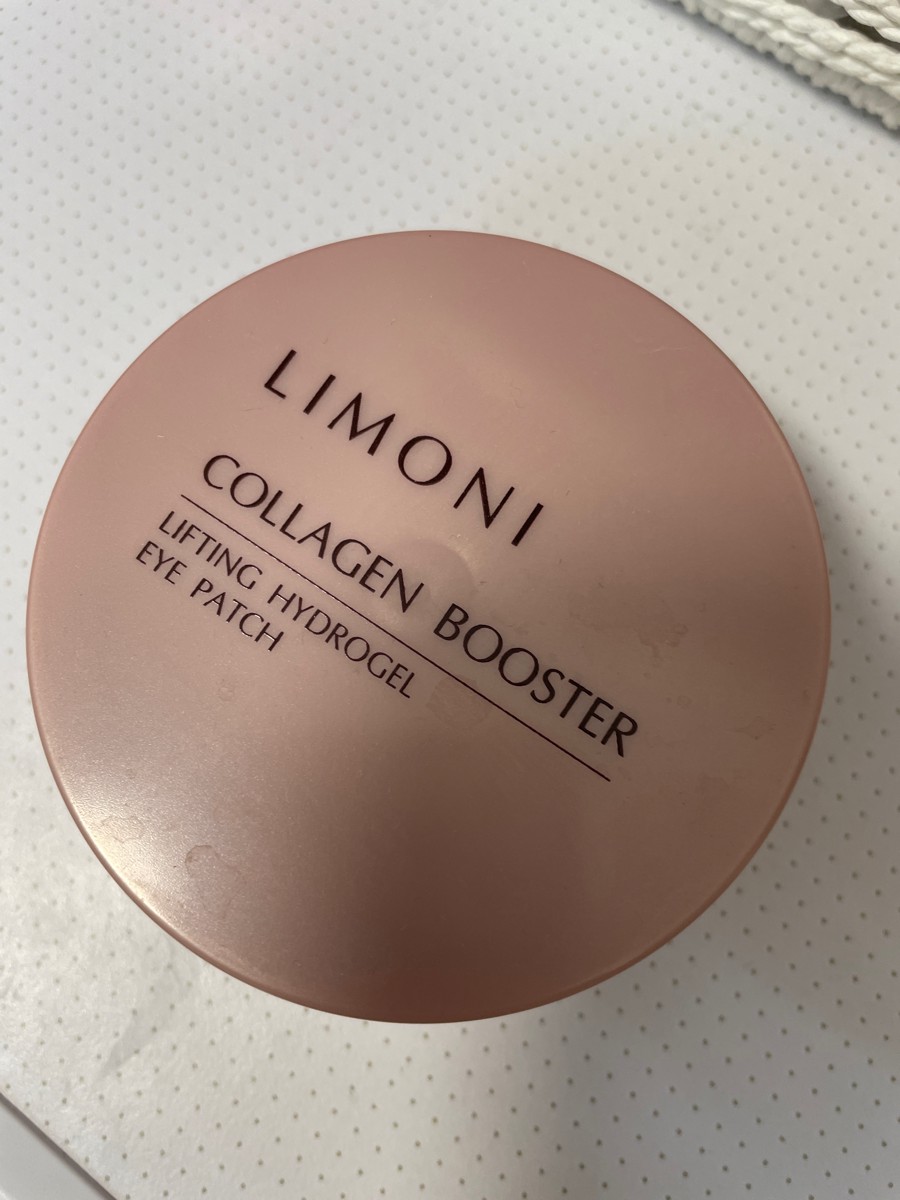 LIMONI
COLLAGEN BOOSTER
LIFTING HYDROGEL
EYE PATCH